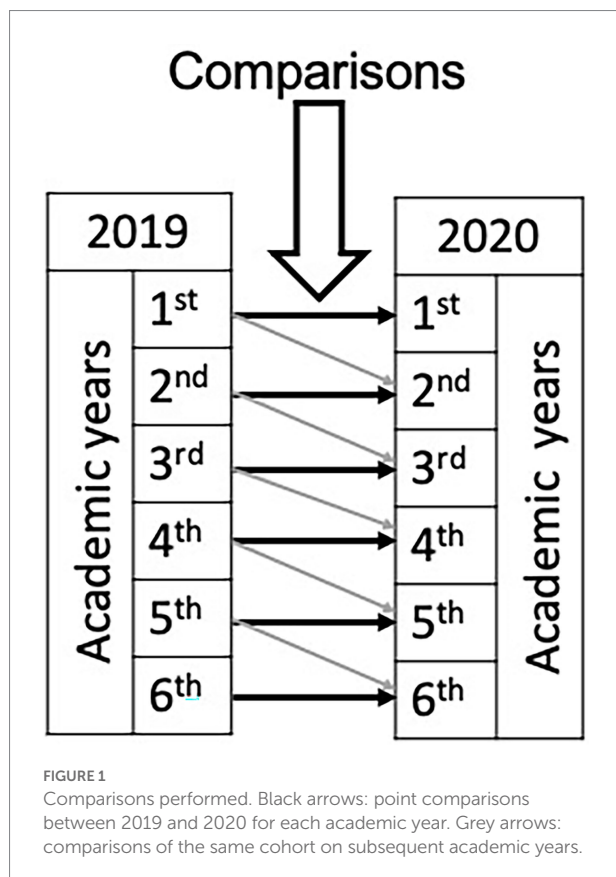 Comparisons
2019
2020
Academic years
1st
2nd
3rd
4th
5th
6th
1st
2nd
3rd
4th
5th
6th
Academic years
FIGURE 1
Comparisons performed. Black arrows: point comparisons
between 2019 and 2020 for each academic year. Grey arrows:
comparisons of the same cohort on subsequent academic years.